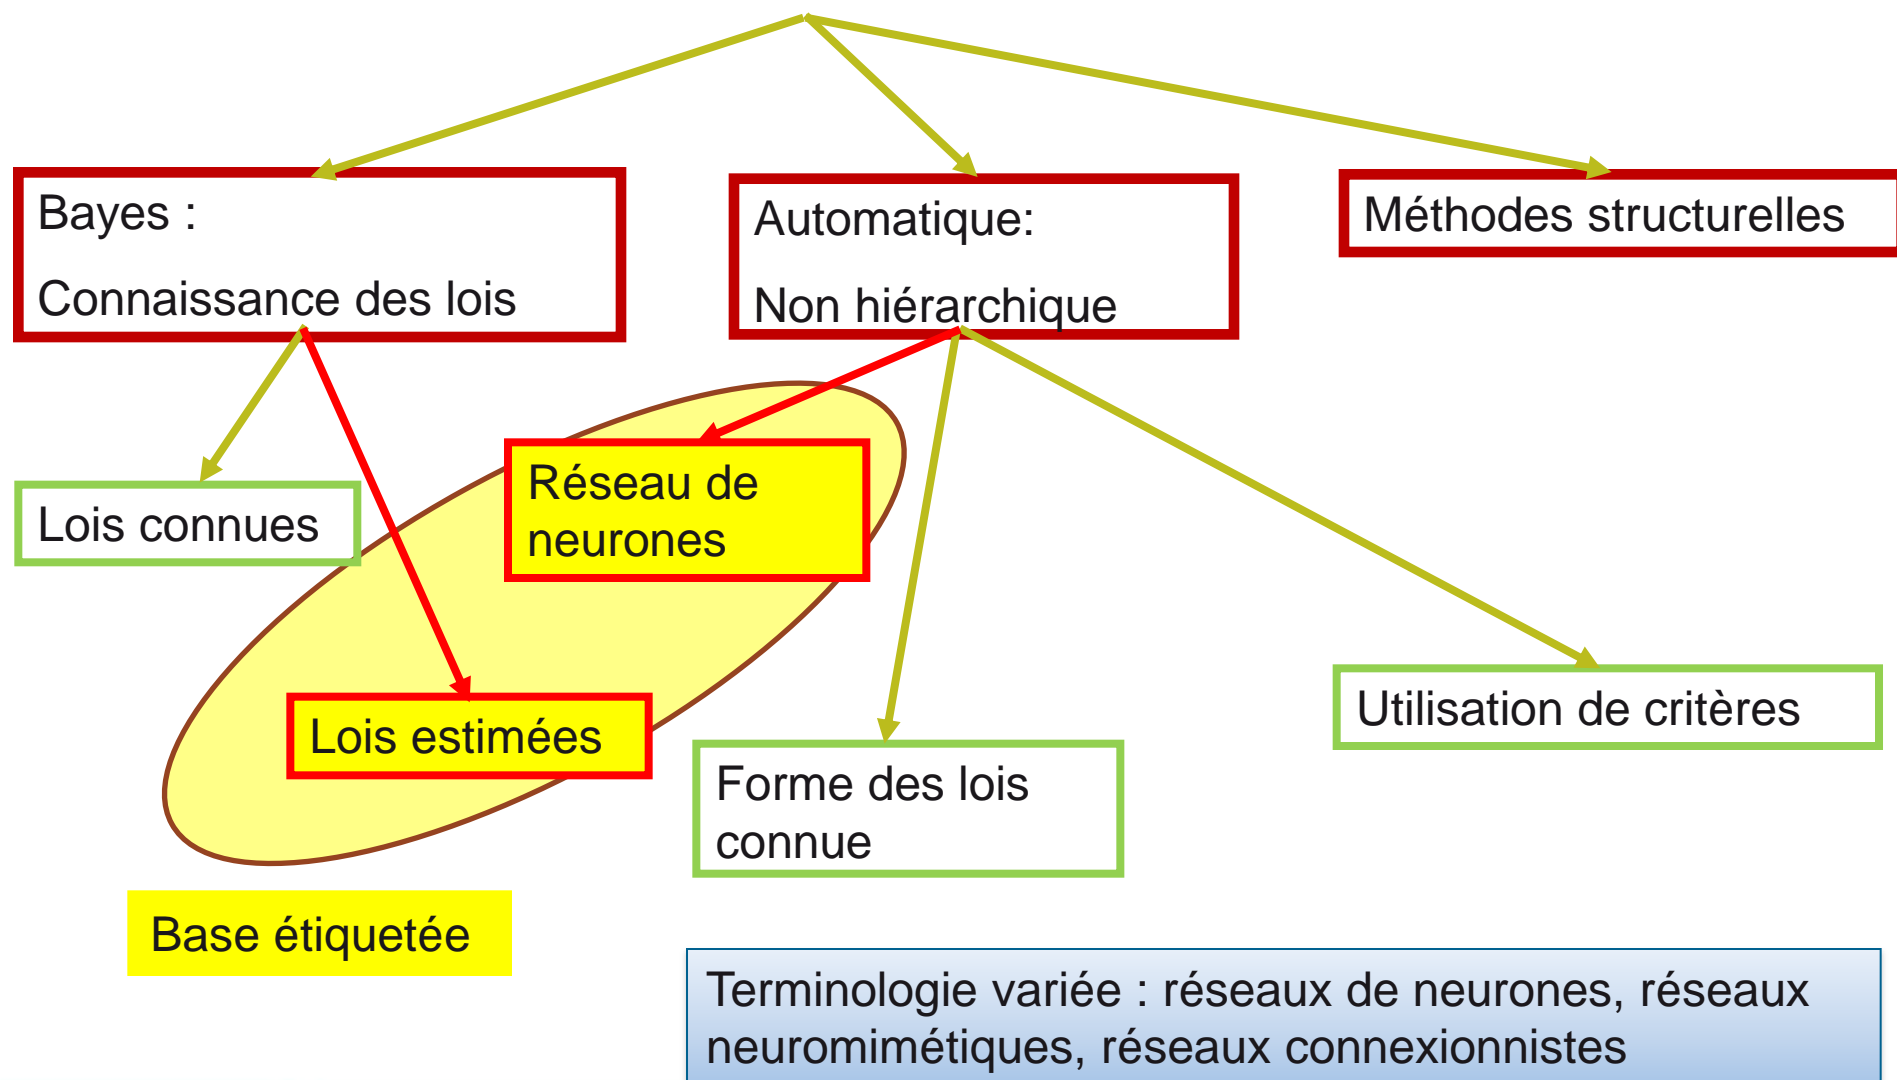 Bayes :
Connaissance des lois
Automatique:
Non hiérarchique
Méthodes structurelles
Lois connues
Réseau de
neurones
Lois estimées
Forme des lois
connue
Utilisation de critères
Base étiquetée
Terminologie variée : réseaux de neurones, réseaux
neuromimétiques, réseaux connexionnistes